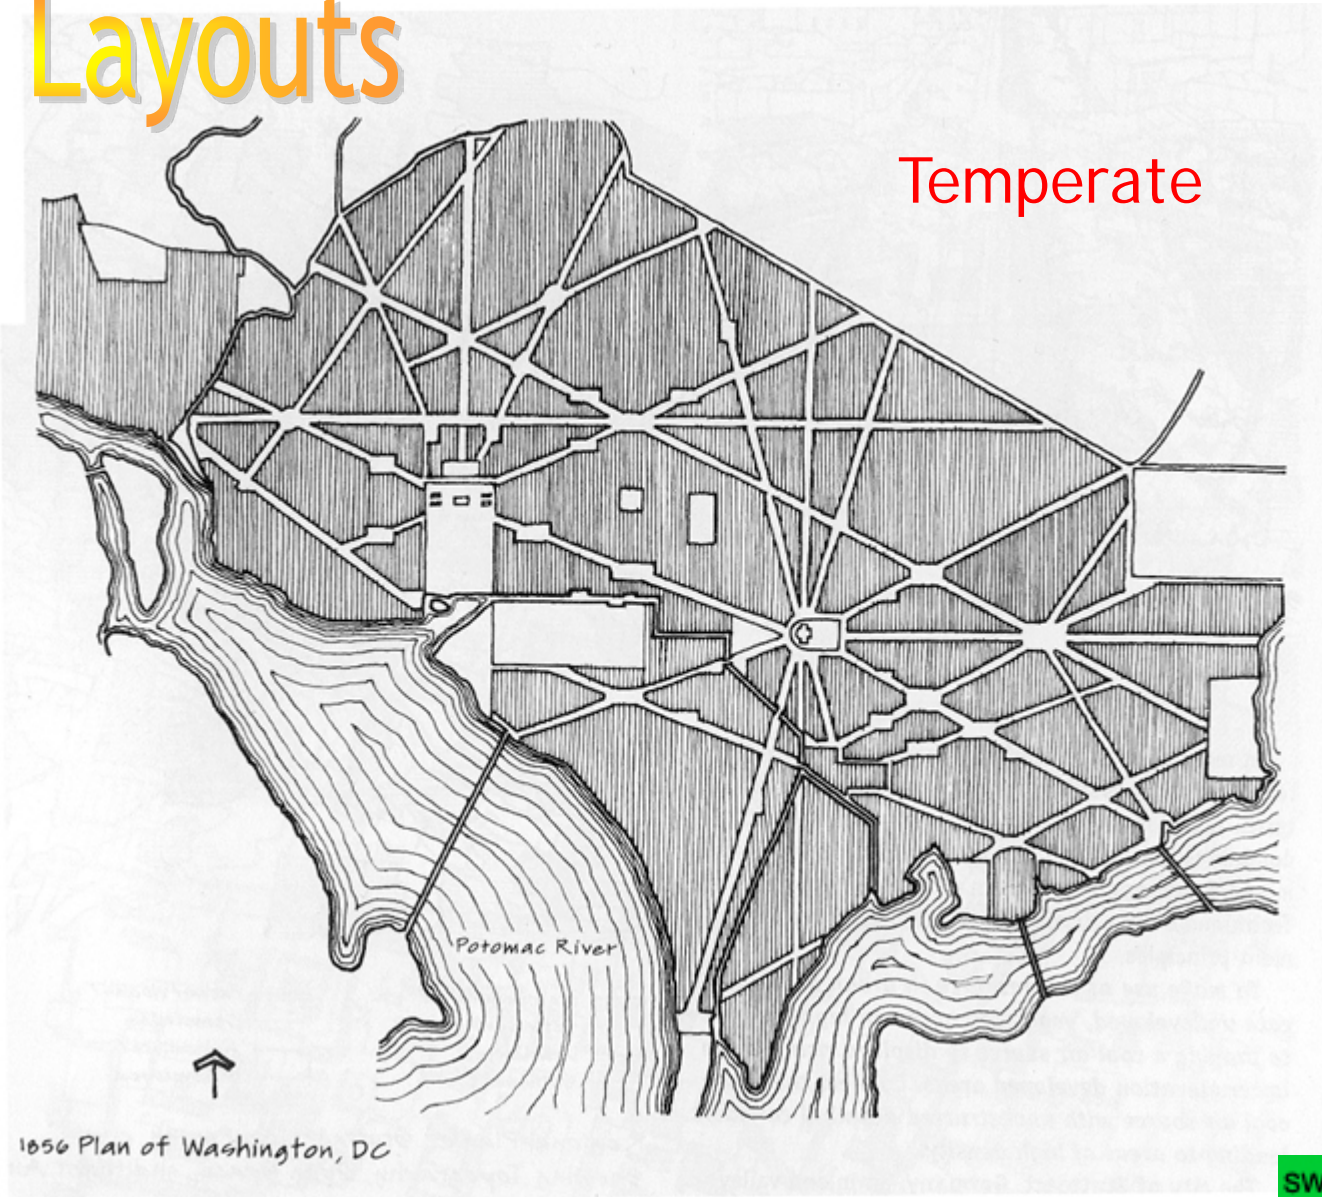 Layouts
Temperate
Potomac River
1856 Plan of Washington, DC
SW